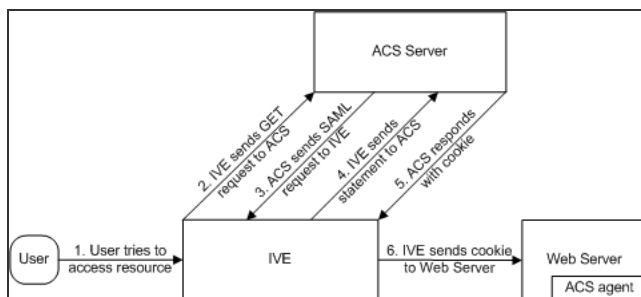 ACS Server
2. IVE sends GET
request to ACS
3. ACS sends SAML
request to IVE
4. IVE sends
statement to ACS
5. ACS responds
with cookie
User
1. User tries to
access resource
IVE
6. IVE sends cookie
to Web Server
Web Server
ACS agent